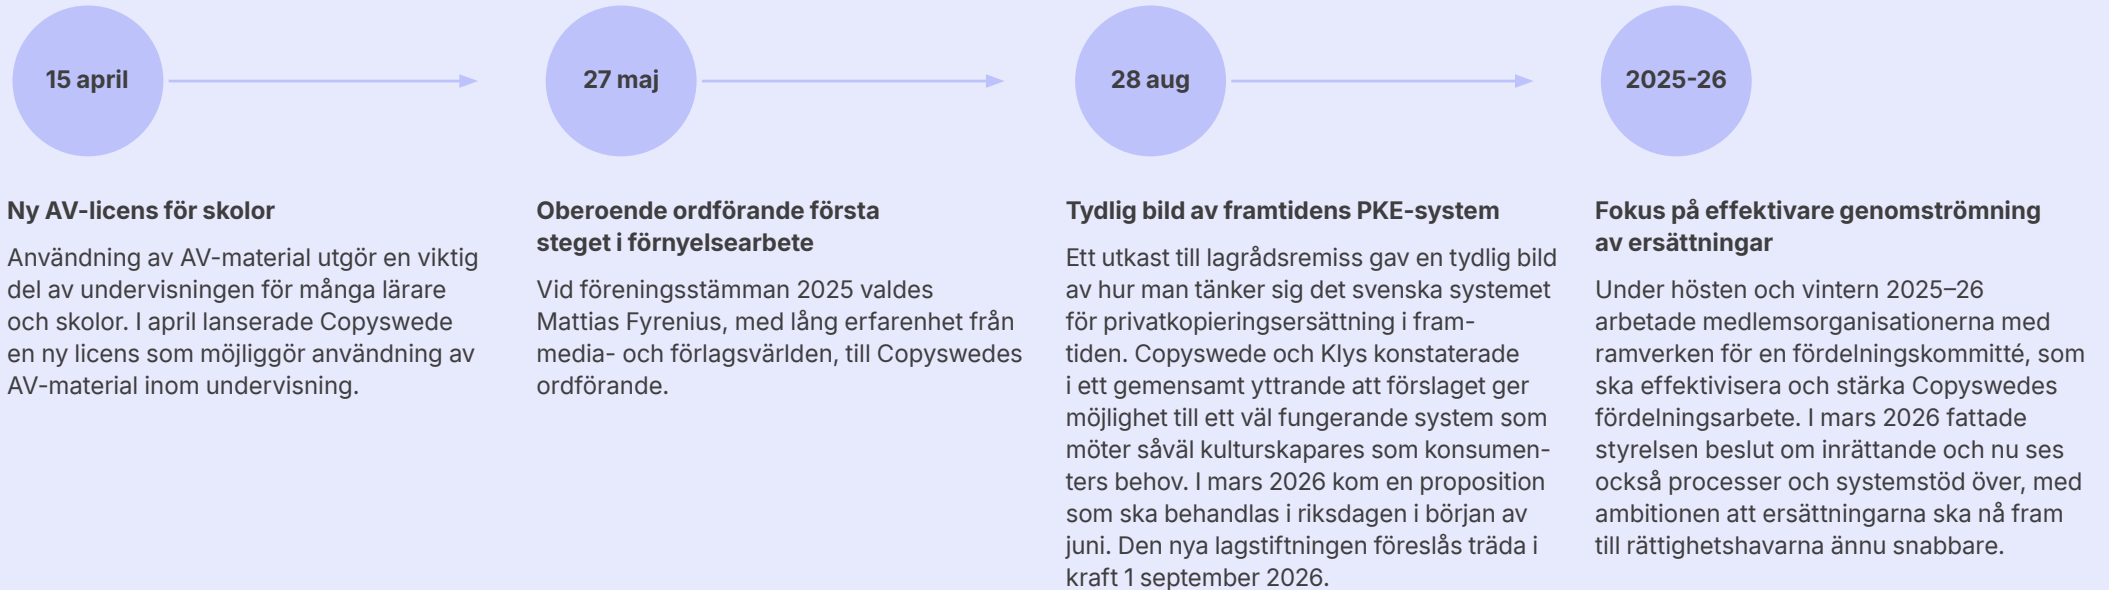 15 april
27 maj
28 aug
2025-26
Ny AV-licens för skolor
Användning av AV-material utgör en viktig
del av undervisningen för många lärare
och skolor. I april lanserade Copyswede
en ny licens som möjliggör användning av
AV-material inom undervisning.
Oberoende ordförande första
steget i förnyelsearbete
Vid föreningsstämman 2025 valdes
Mattias Fyrenius, med lång erfarenhet från
media- och förlagsvärlden, till Copyswedes
ordförande.
Tydlig bild av framtidens PKE-system
Ett utkast till lagrådsremiss gav en tydlig bild
av hur man tänker sig det svenska systemet
för privatkopieringsersättning i fram-
tiden. Copyswede och Klys konstaterade
i ett gemensamt yttrande att förslaget ger
möjlighet till ett väl fungerande system som
möter såväl kulturskapares som konsumen-
ters behov. I mars 2026 kom en proposition
som ska behandlas i riksdagen i början av
juni. Den nya lagstiftningen föreslås träda i
kraft 1 september 2026.
Fokus på effektivare genomströmning
av ersättningar
Under hösten och vintern 2025–26
arbetade medlemsorganisationerna med
ramverken för en fördelningskommitté, som
ska effektivisera och stärka Copyswedes
fördelningsarbete. I mars 2026 fattade
styrelsen beslut om inrättande och nu ses
också processer och systemstöd över, med
ambitionen att ersättningarna ska nå fram
till rättighetshavarna ännu snabbare.